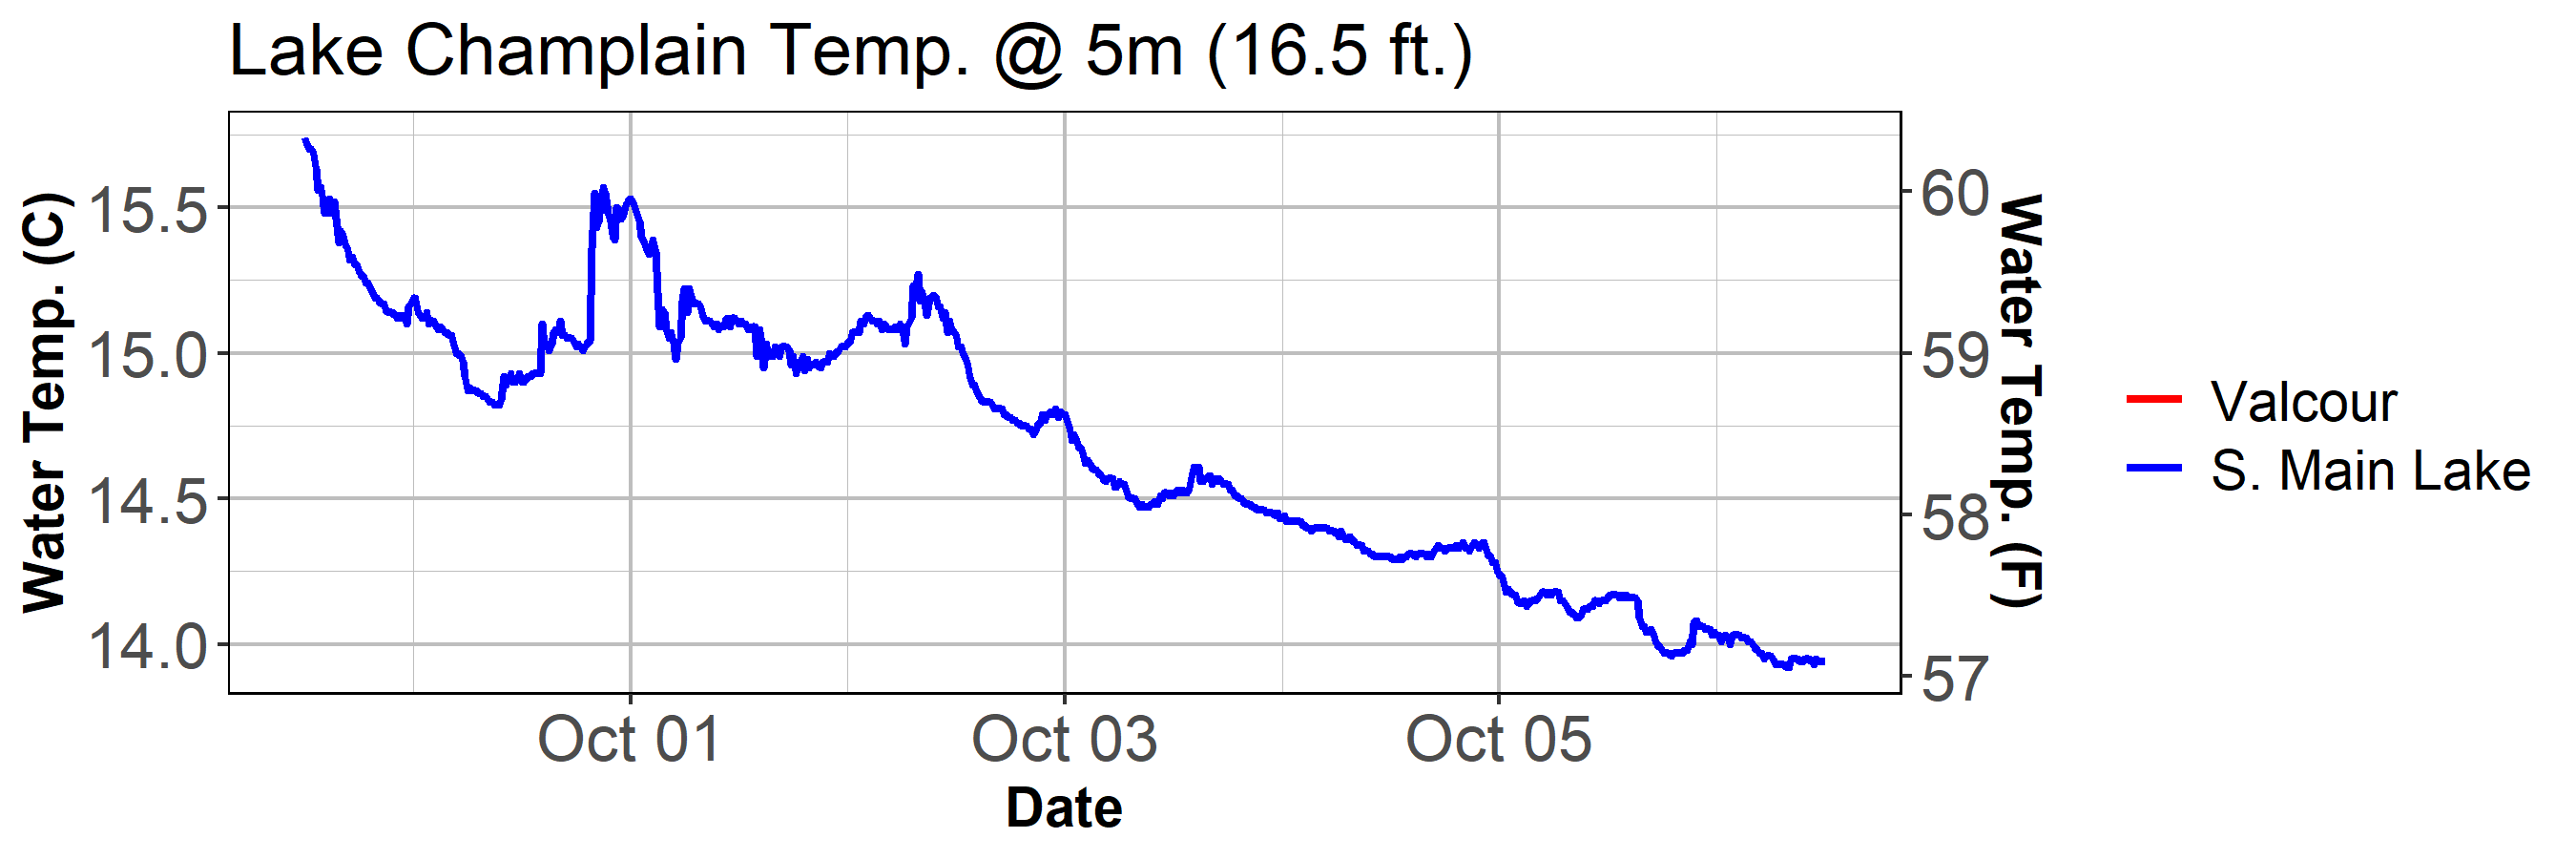 Lake Champlain Temp. @ 5m (16.5 ft.)
Water Temp. (C)
15.5
15.0
14.5
14.0
60
59
58
57
Water Temp. (F)
Oct 01
Oct 03
Oct 05
Date
Valcour
S. Main Lake